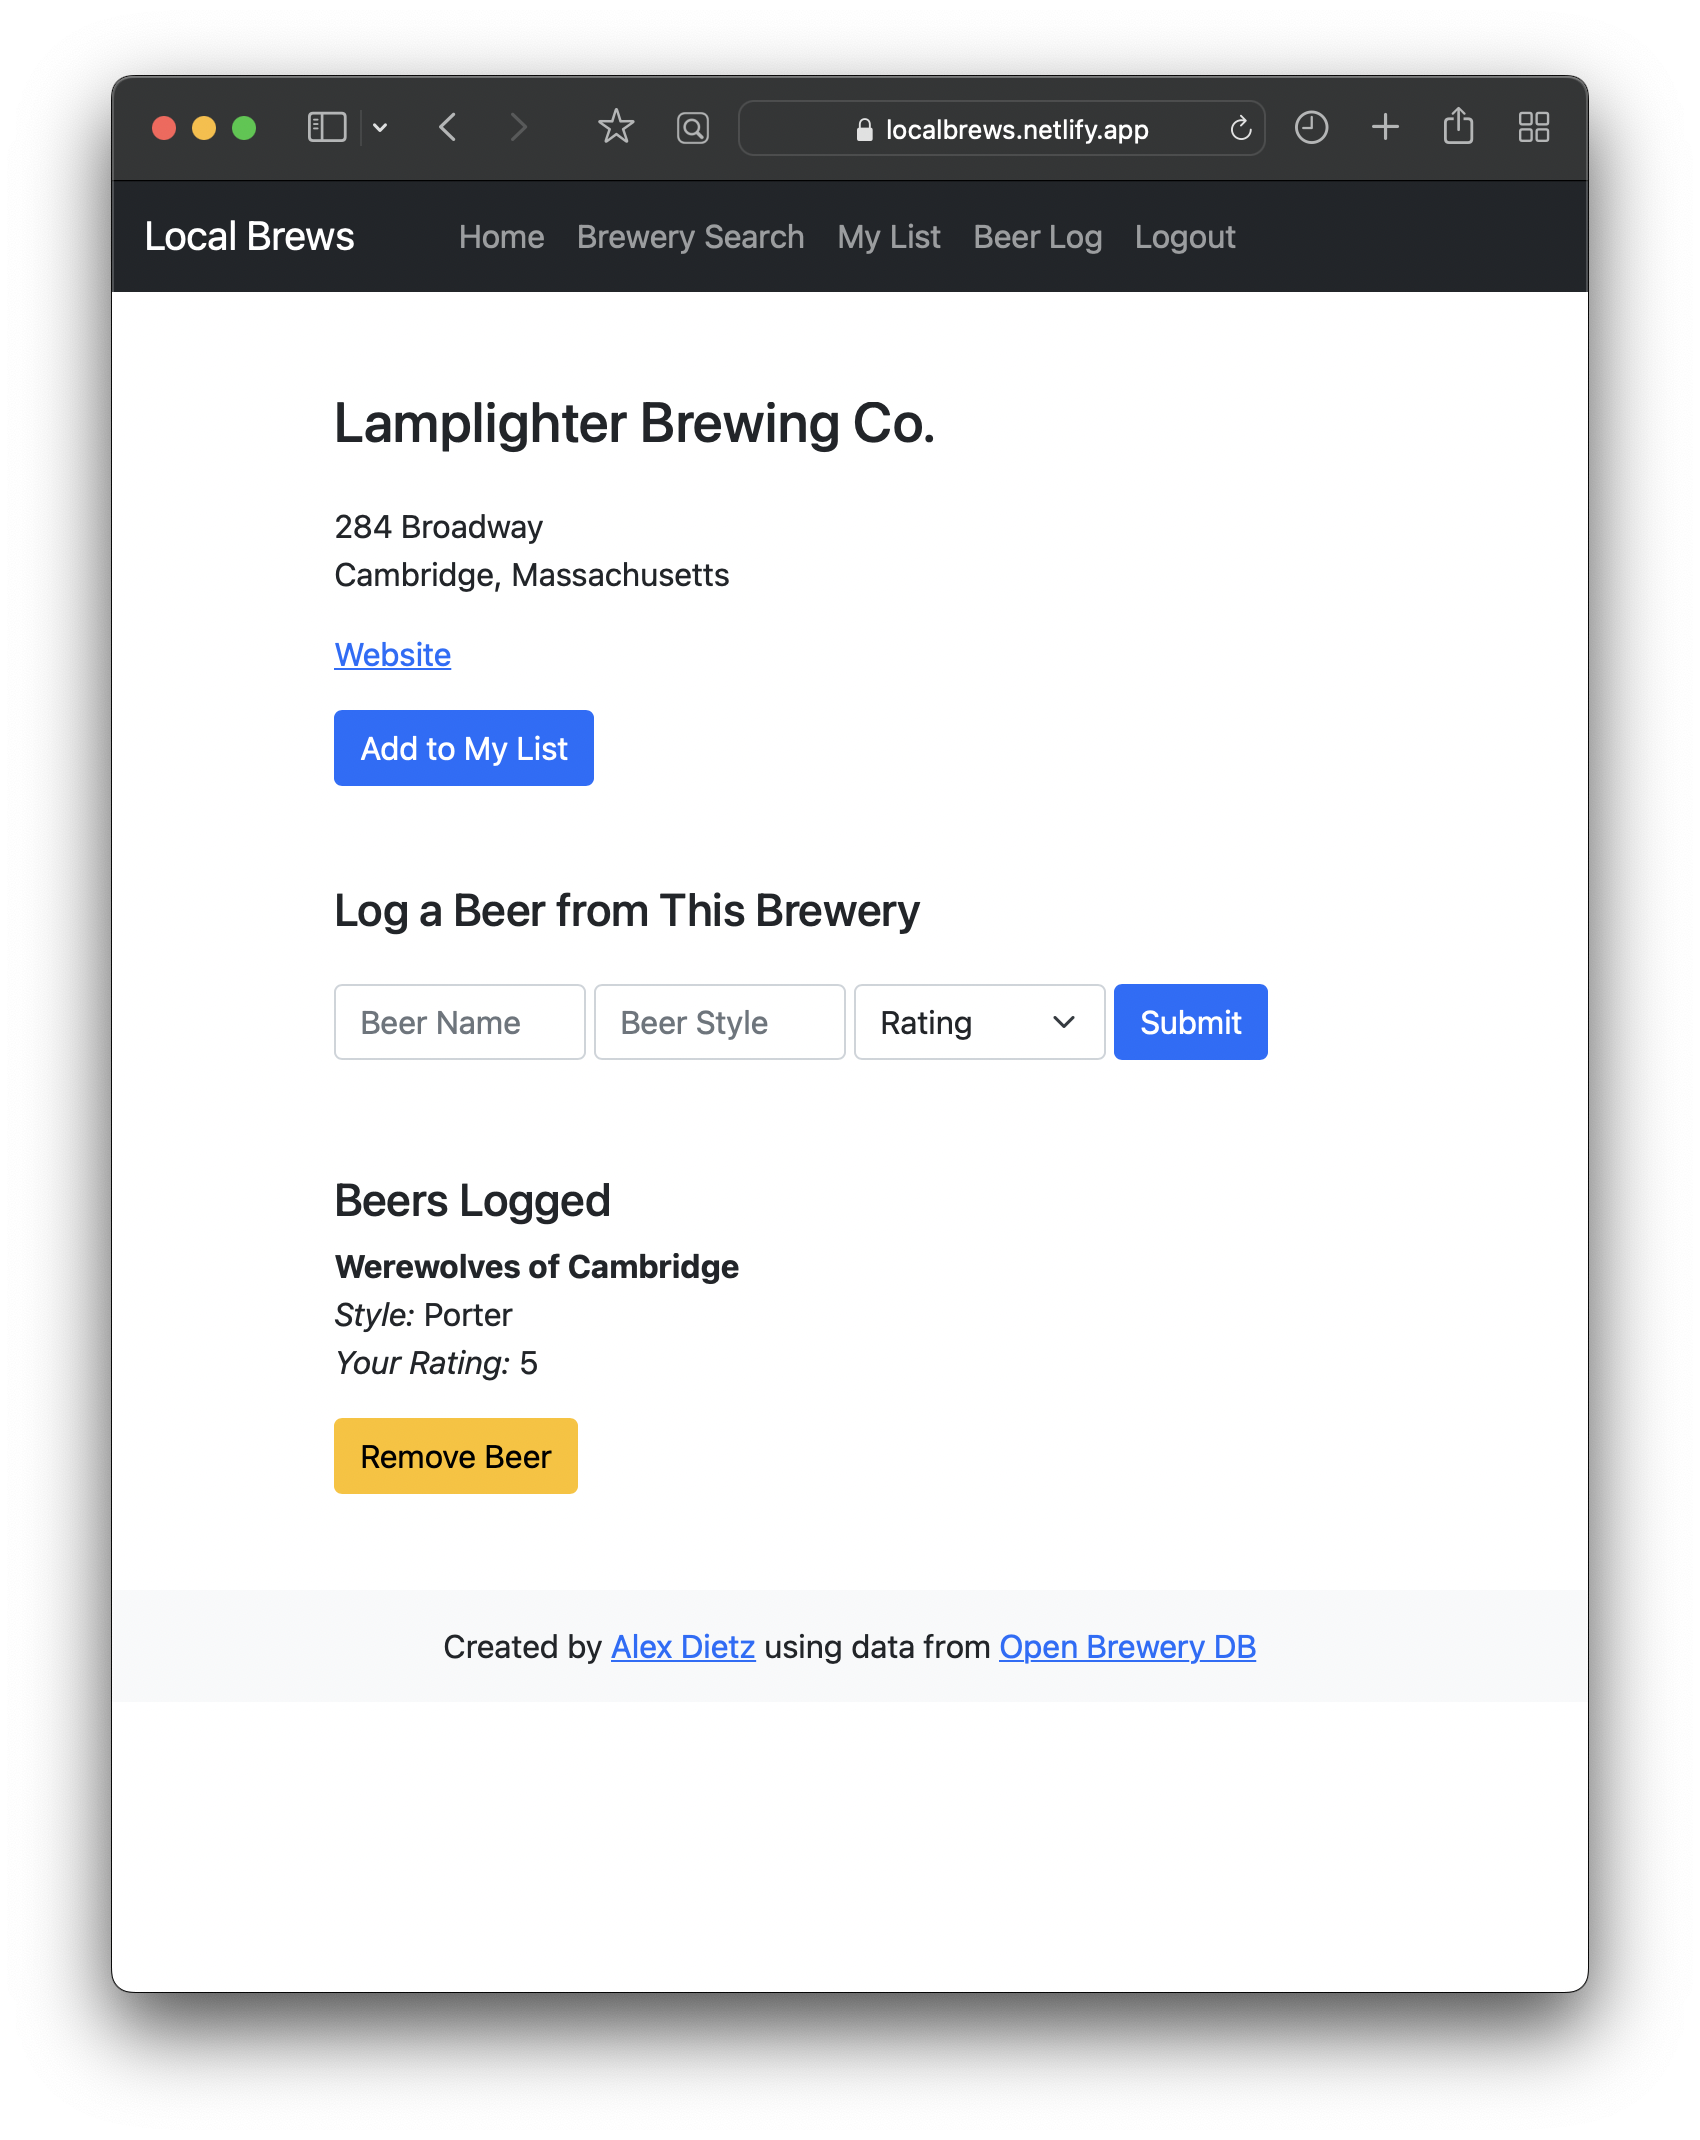 localbrews.netlify.app
Local Brews Home Brewery Search My List Beer Log Logout
Lamplighter Brewing Co.
284 Broadway
Cambridge, Massachusetts
Website
Add to My List
Log a Beer from This Brewery
Beer Name Beer Style Rating Submit
Beers Logged
Werewolves of Cambridge
Style: Porter
Your Rating: 5
Remove Beer
Created by Alex Dietz using data from Open Brewery DB